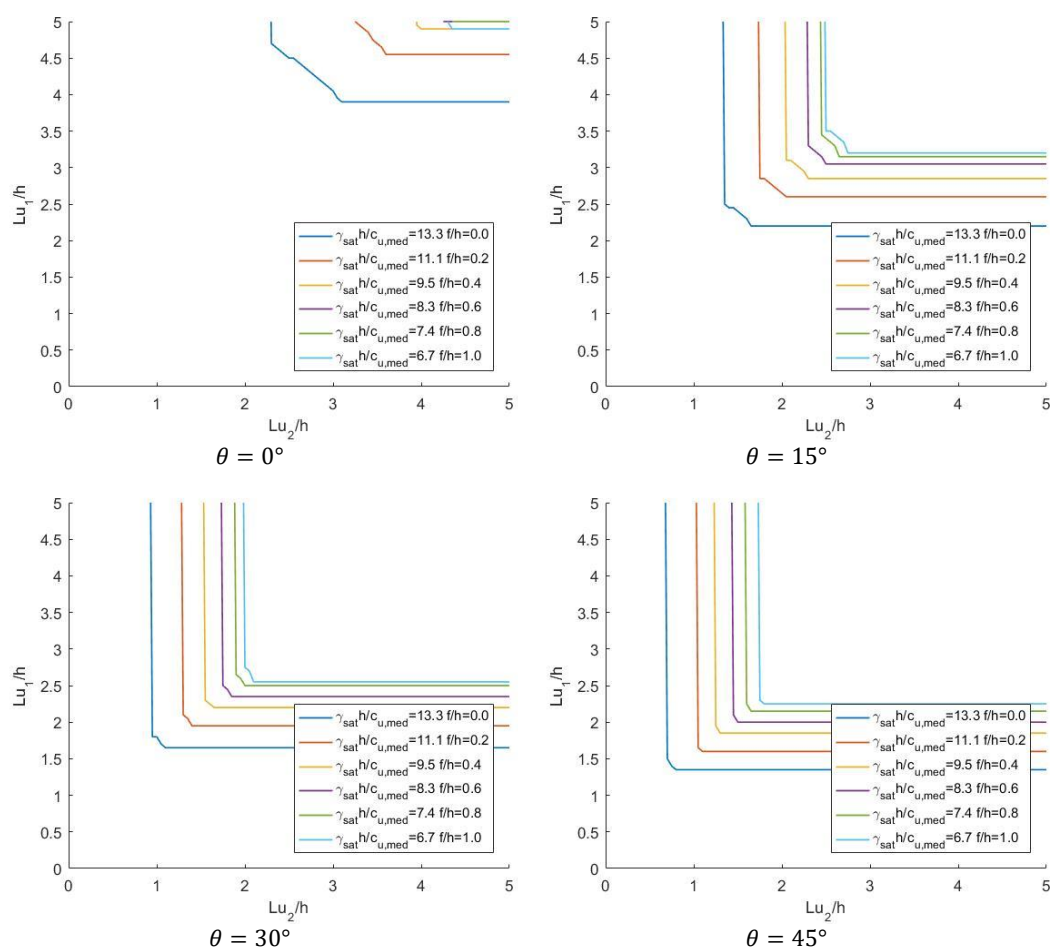 5
4.5
4
3.5
3
2.5
2
1.5
1
0.5
0
Lu1/h
γsath/cu,med=13.3 f/h=0.0
γsath/cu,med=11.1 f/h=0.2
γsath/cu,med=9.5 f/h=0.4
γsath/cu,med=8.3 f/h=0.6
γsath/cu,med=7.4 f/h=0.8
γsath/cu,med=6.7 f/h=1.0
0 1 2 3 4 5
Lu2/h
θ = 0°
5
4.5
4
3.5
3
2.5
2
1.5
1
0.5
0
Lu1/h
γsath/cu,med=13.3 f/h=0.0
γsath/cu,med=11.1 f/h=0.2
γsath/cu,med=9.5 f/h=0.4
γsath/cu,med=8.3 f/h=0.6
γsath/cu,med=7.4 f/h=0.8
γsath/cu,med=6.7 f/h=1.0
0 1 2 3 4 5
Lu2/h
θ = 15°
5
4.5
4
3.5
3
2.5
2
1.5
1
0.5
0
Lu1/h
γsath/cu,med=13.3 f/h=0.0
γsath/cu,med=11.1 f/h=0.2
γsath/cu,med=9.5 f/h=0.4
γsath/cu,med=8.3 f/h=0.6
γsath/cu,med=7.4 f/h=0.8
γsath/cu,med=6.7 f/h=1.0
0 1 2 3 4 5
Lu2/h
θ = 30°
5
4.5
4
3.5
3
2.5
2
1.5
1
0.5
0
Lu1/h
γsath/cu,med=13.3 f/h=0.0
γsath/cu,med=11.1 f/h=0.2
γsath/cu,med=9.5 f/h=0.4
γsath/cu,med=8.3 f/h=0.6
γsath/cu,med=7.4 f/h=0.8
γsath/cu,med=6.7 f/h=1.0
0 1 2 3 4 5
Lu2/h
θ = 45°